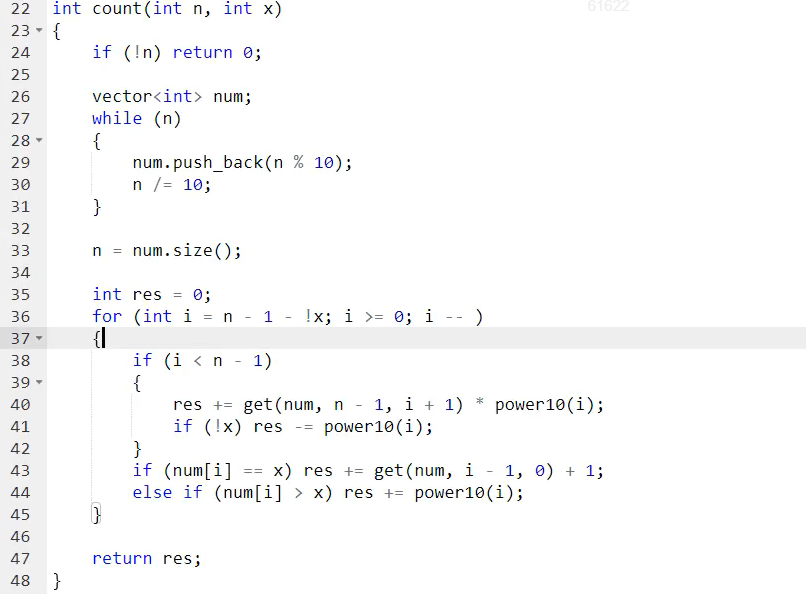 61622
22 int count(int n, int x)
23 {
24     if (!n) return 0;
25
26     vector<int> num;
27     while (n)
28     {
29         num.push_back(n % 10);
30         n /= 10;
31     }
32
33     n = num.size();
34
35     int res = 0;
36     for (int i = n - 1 - !x; i >= 0; i -- )
37     {
38         if (i < n - 1)
39         {
40             res += get(num, n - 1, i + 1) * power10(i);
41             if (!x) res -= power10(i);
42         }
43         if (num[i] == x) res += get(num, i - 1, 0) + 1;
44         else if (num[i] > x) res += power10(i);
45     }
46
47     return res;
48 }